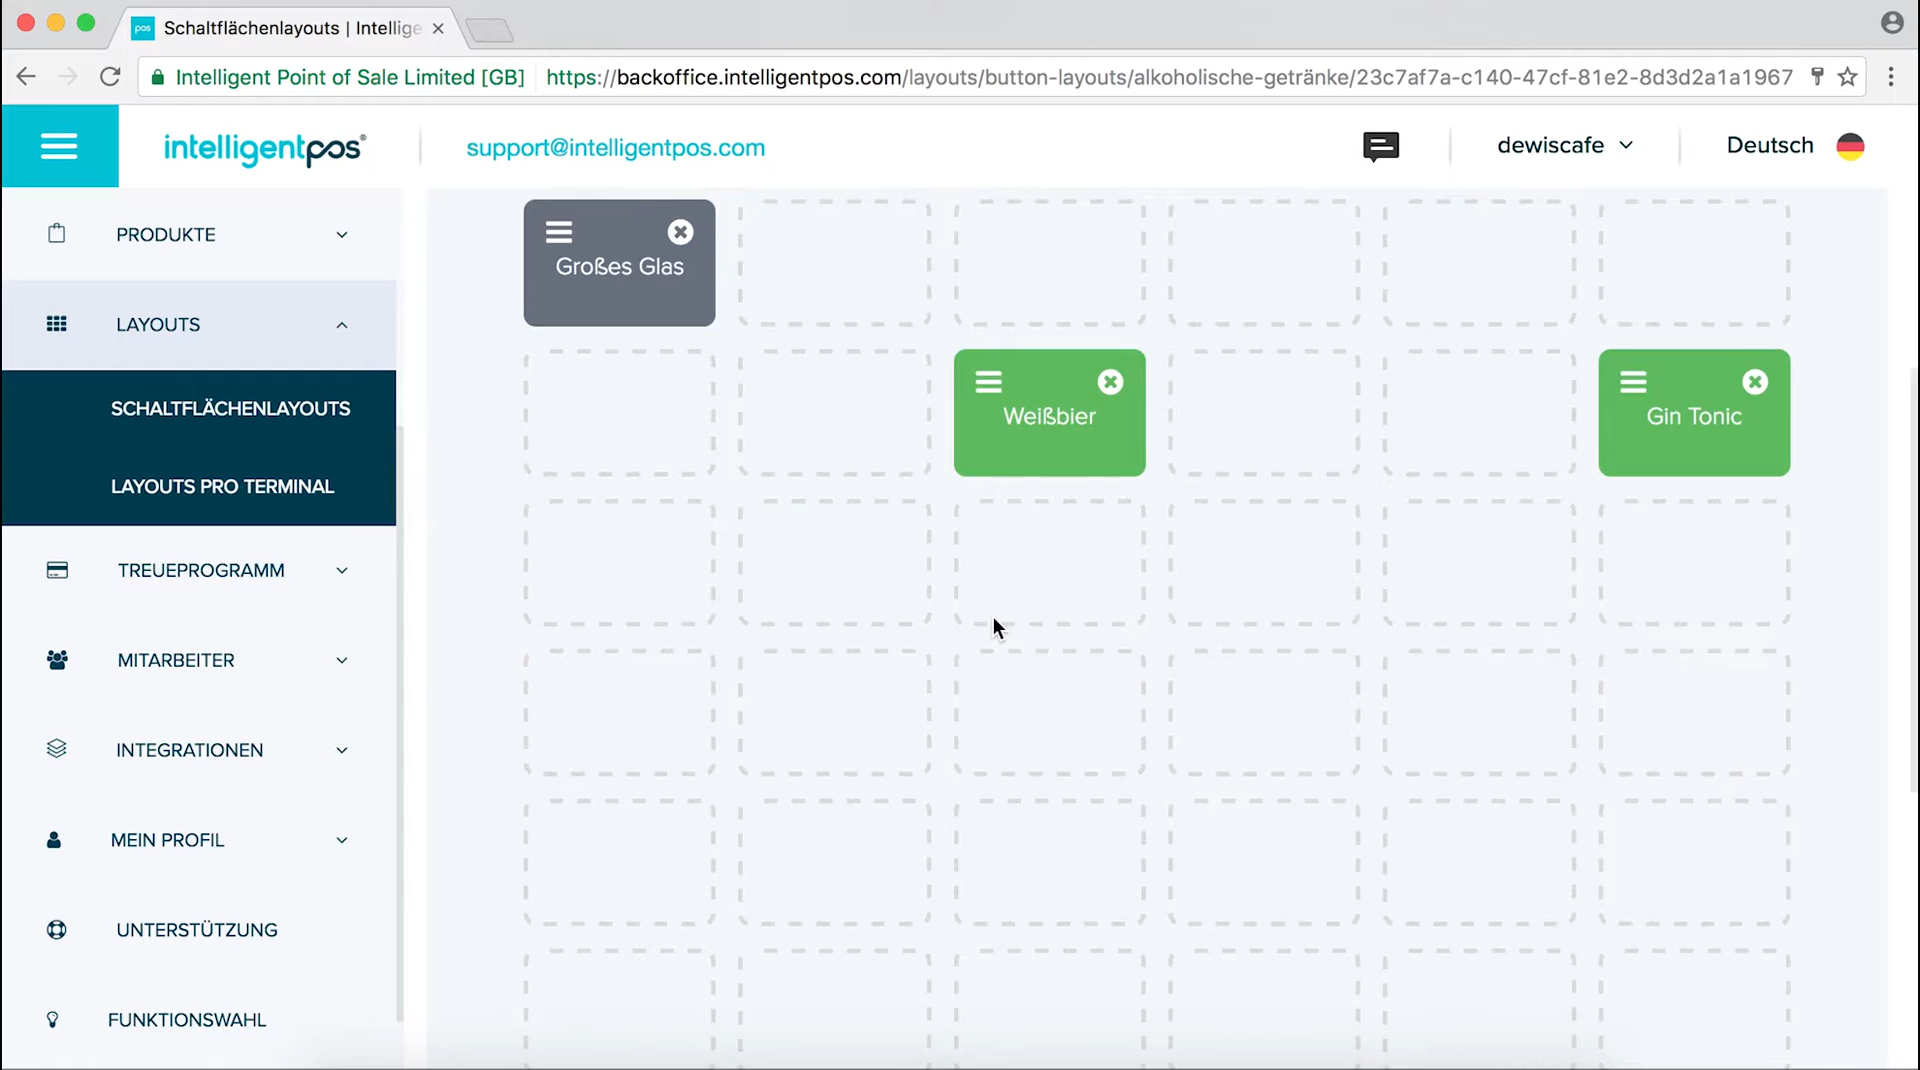 pos
Schaltflächenlayouts | Intellige
Intelligent Point of Sale Limited [GB]
https://backoffice.intelligentpos.com/layouts/button-layouts/alkoholische-getränke/23c7af7a-c140-47cf-81e2-8d3d2a1a1967
intelligentpos®
support@intelligentpos.com
dewiscafe
Deutsch
PRODUKTE
LAYOUTS
SCHALTFLÄCHENLAYOUTS
LAYOUTS PRO TERMINAL
TREUEPROGRAMM
MITARBEITER
INTEGRATIONEN
MEIN PROFIL
UNTERSTÜTZUNG
FUNKTIONSWAHL
Großes Glas
Weißbier
Gin Tonic